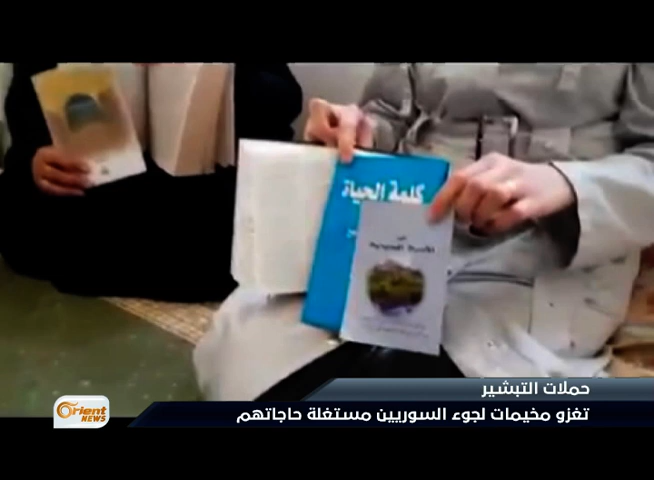 كلمة الحياة
حملات التبشير
تغزو مخيمات لجوء السوريين مستغلة حاجاتهم
Orient
NEWS